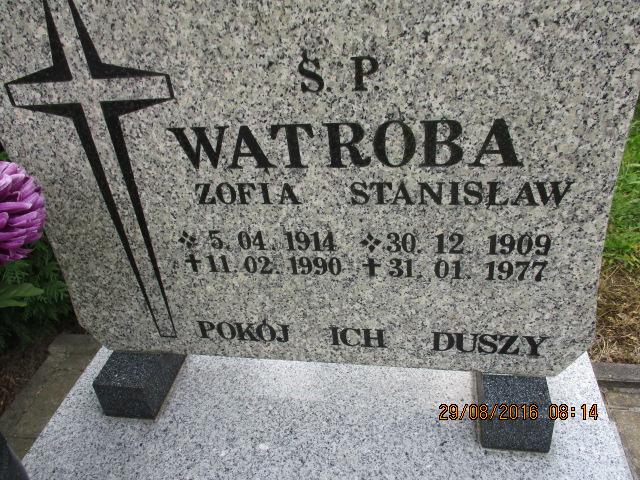 Ś. P.
WATROBA
ZOFIA STANISŁAW
5. 04. 1914 30. 12. 1909
11. 02. 1990 31. 01. 1977
POKÓJ ICH DUSZY
29/08/2016 08:14